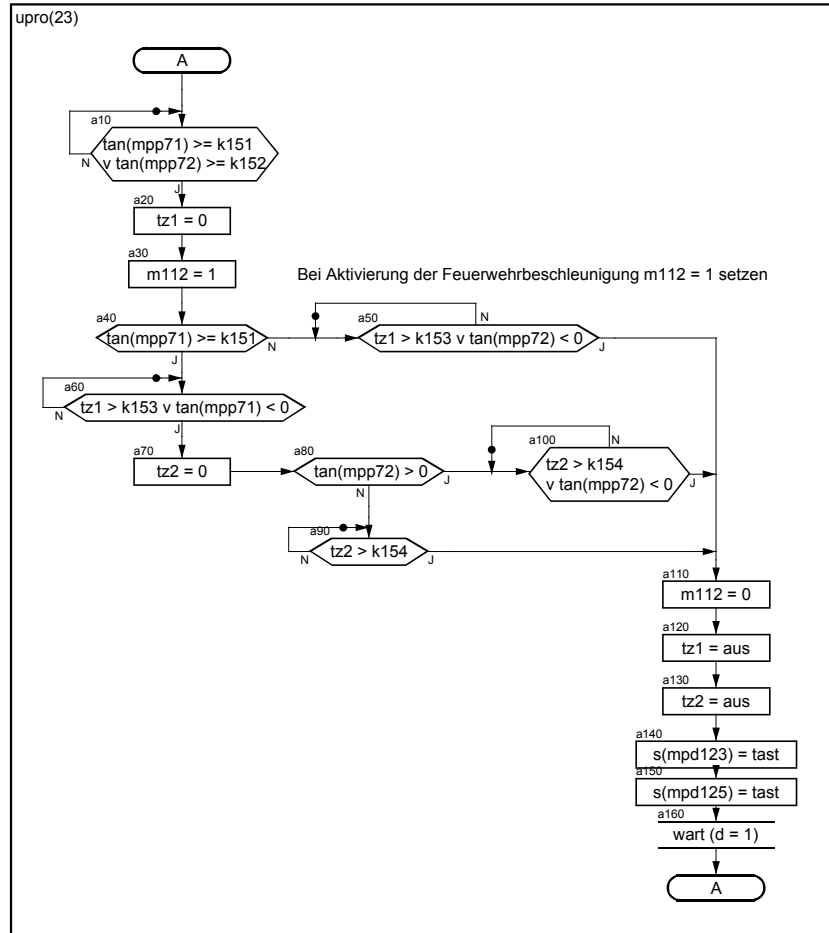 upro(23)
A
a10
tan(mpp71) >= k151
v tan(mpp72) >= k152
N
J
a20
tz1 = 0
a30
m112 = 1
Bei Aktivierung der Feuerwehrbeschleunigung m112 = 1 setzen
a40
tan(mpp71) >= k151
N
J
a50
tz1 > k153 v tan(mpp72) < 0
N
J
a60
tz1 > k153 v tan(mpp71) < 0
N
J
a70
tz2 = 0
a80
tan(mpp72) > 0
J
N
a100
tz2 > k154
v tan(mpp72) < 0
N
J
a90
tz2 > k154
N
J
a110
m112 = 0
a120
tz1 = aus
a130
tz2 = aus
a140
s(mpd123) = tast
a150
s(mpd125) = tast
a160
wart (d = 1)
A